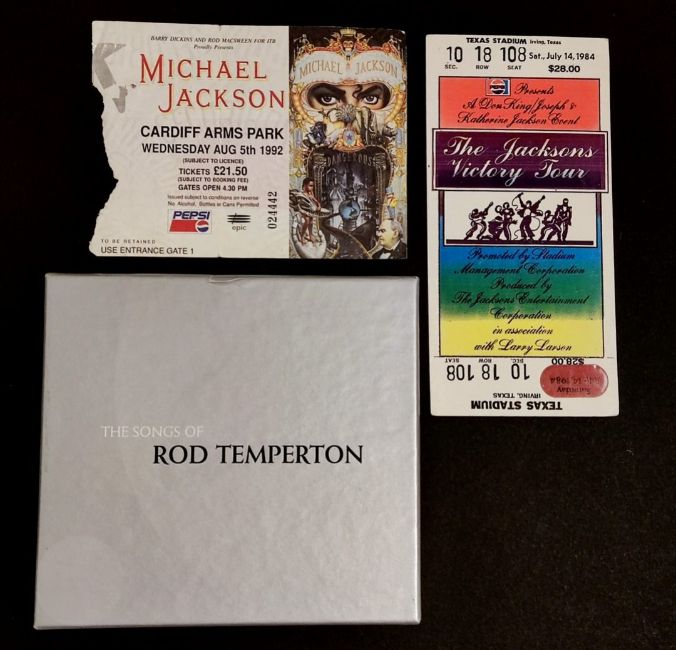 BARRY DICKINS AND ROD MACSWEEN FOR ITB
Proudly Presents
MICHAEL
JACKSON
CARDIFF ARMS PARK
WEDNESDAY AUG 5th 1992
(SUBJECT TO LICENCE)
TICKETS £21.50
(SUBJECT TO BOOKING FEE)
GATES OPEN 4.30 PM
Issued subject to conditions on reverse
No Alcohol, Bottles or Cans Permitted
PEPSI
epic
024442
TO BE RETAINED
USE ENTRANCE GATE 1
MICHAEL JACKSON
DANGEROUS
TEXAS STADIUM Irving, Texas
10 18 108 Sat., July 14, 1984
SEC. ROW SEAT $28.00
Presents
A Don King/Joseph &
Katherine Jackson Event
The Jacksons
Victory Tour
Promoted by Stadium
Management Corporation
Produced by
The Jacksons Entertainment
Corporation
in association
with Larry Larson
$28.00
SEC. ROW SEAT
10 18 108
Saturday
July 14, 1984
IRVING, TEXAS
TEXAS STADIUM
THE SONGS OF
ROD TEMPERTON